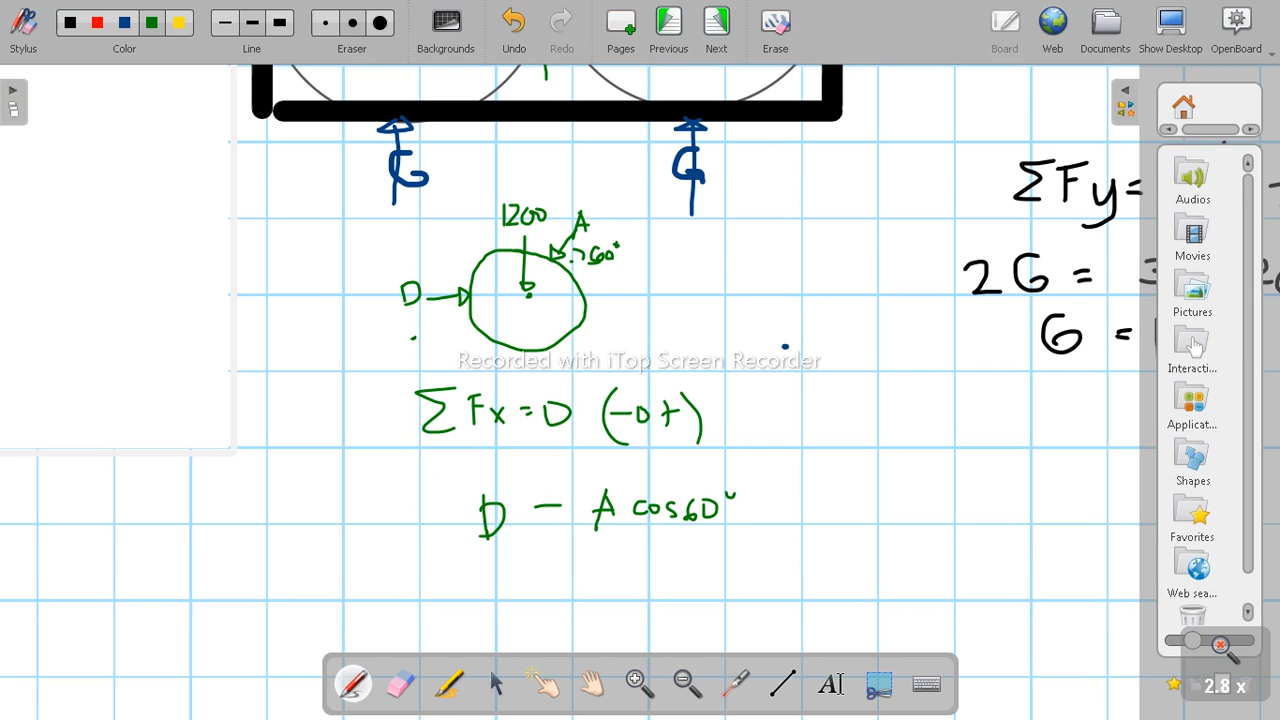 Stylus
Color
Line
Eraser
Backgrounds
Undo
Redo
Pages
Previous
Next
Erase
Board
Web
Documents
Show Desktop
OpenBoard
G
G
1200
A
60°
D
ΣFx=0 (→+)
D - A cos60°
ΣFy=
2G =
G =
Recorded with iTop Screen Recorder
Audios
Movies
Pictures
Interacti...
Applicat...
Shapes
Favorites
Web sea...
2.8 x